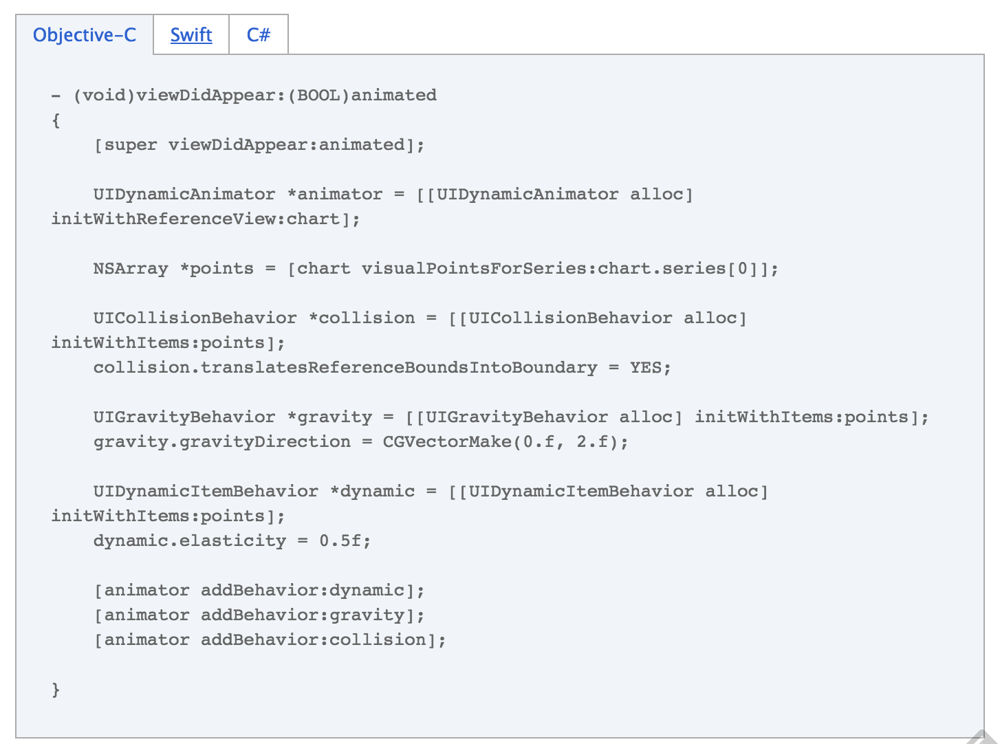 Objective-C Swift C#
- (void)viewDidAppear:(BOOL)animated
{
    [super viewDidAppear:animated];
    UIDynamicAnimator *animator = [[UIDynamicAnimator alloc]
initWithReferenceView:chart];
    NSArray *points = [chart visualPointsForSeries:chart.series[0]];
    UICollisionBehavior *collision = [[UICollisionBehavior alloc]
initWithItems:points];
    collision.translatesReferenceBoundsIntoBoundary = YES;
    UIGravityBehavior *gravity = [[UIGravityBehavior alloc] initWithItems:points];
    gravity.gravityDirection = CGVectorMake(0.f, 2.f);
    UIDynamicItemBehavior *dynamic = [[UIDynamicItemBehavior alloc]
initWithItems:points];
    dynamic.elasticity = 0.5f;
    [animator addBehavior:dynamic];
    [animator addBehavior:gravity];
    [animator addBehavior:collision];
}